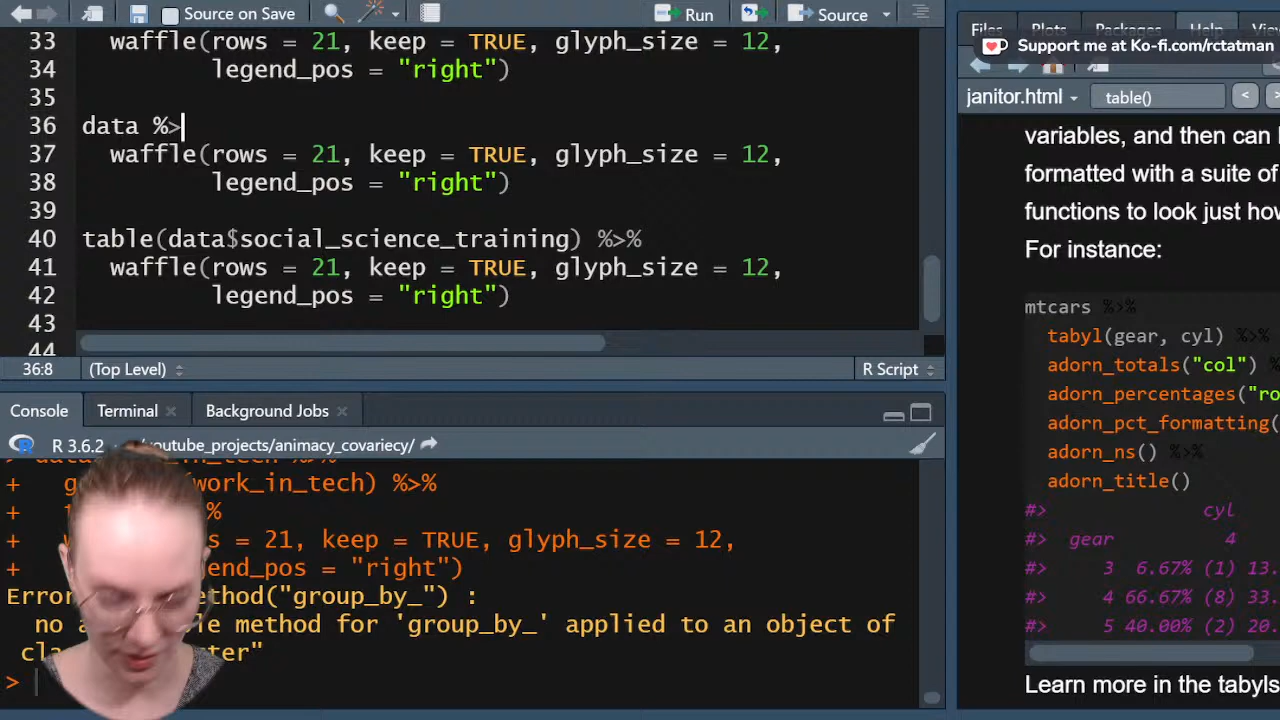 Source on Save
Run
Source
33 waffle(rows = 21, keep = TRUE, glyph_size = 12,
34 legend_pos = "right")
35
36 data %>
37 waffle(rows = 21, keep = TRUE, glyph_size = 12,
38 legend_pos = "right")
39
40 table(data$social_science_training) %>%
41 waffle(rows = 21, keep = TRUE, glyph_size = 12,
42 legend_pos = "right")
43
44
36:8 (Top Level) R Script
Console Terminal Background Jobs
R 3.6.2
outube_projects/animacy_covariecy/
+ work_in_tech) %>%
+ %
+ = 21, keep = TRUE, glyph_size = 12,
+ end_pos = "right")
Error ethod("group_by_") :
no a le method for 'group_by_' applied to an object of
cla ter"
>
Files Plots Packages Help
Support me at Ko-fi.com/rctatman
janitor.html table()
variables, and then can
formatted with a suite of
functions to look just
For instance:
mtcars %>%
tabyl(gear, cyl) %>%
adorn_totals("col")
adorn_percentages(
adorn_pct_formatting(
adorn_ns() %>%
adorn_title()
#> cyl
#> gear 4
#> 3 6.67% (1) 13.
#> 4 66.67% (8) 33.
#> 5 40.00% (2) 20.
Learn more in the tabyls